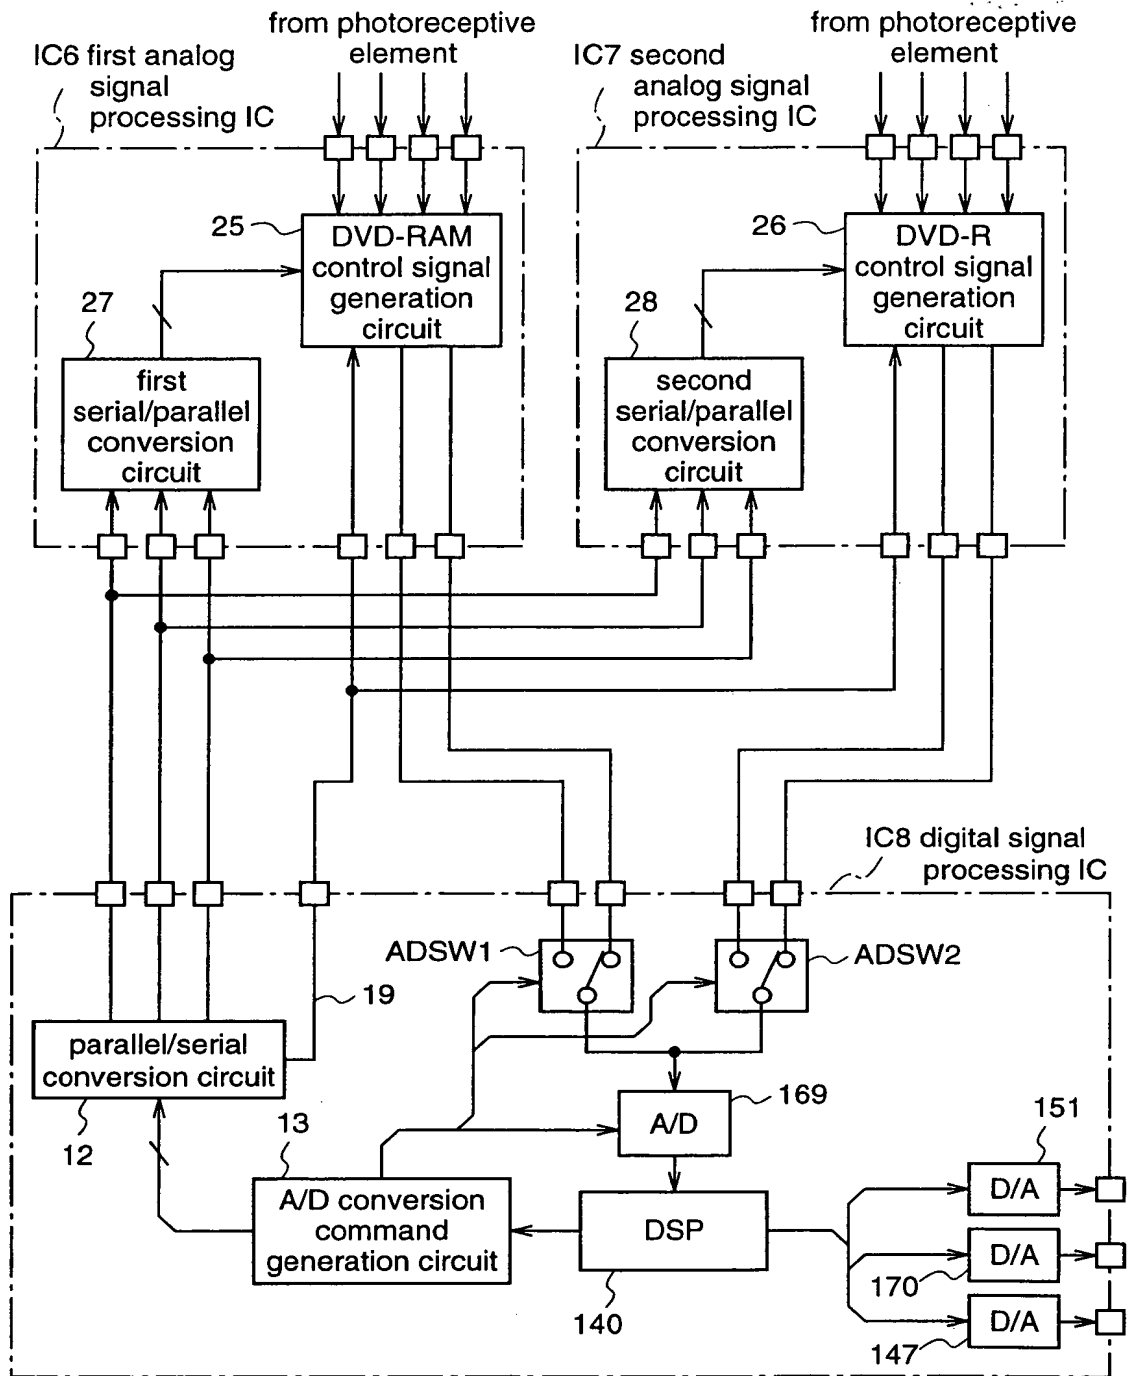 from photoreceptive
element
from photoreceptive
element
IC6 first analog
signal
processing IC
IC7 second
analog signal
processing IC
25
DVD-RAM
control signal
generation
circuit
26
DVD-R
control signal
generation
circuit
27
first
serial/parallel
conversion
circuit
28
second
serial/parallel
conversion
circuit
IC8 digital signal
processing IC
ADSW1
ADSW2
19
parallel/serial
conversion circuit
12
13
A/D conversion
command
generation circuit
169
A/D
DSP
140
151
D/A
D/A
170
D/A
147